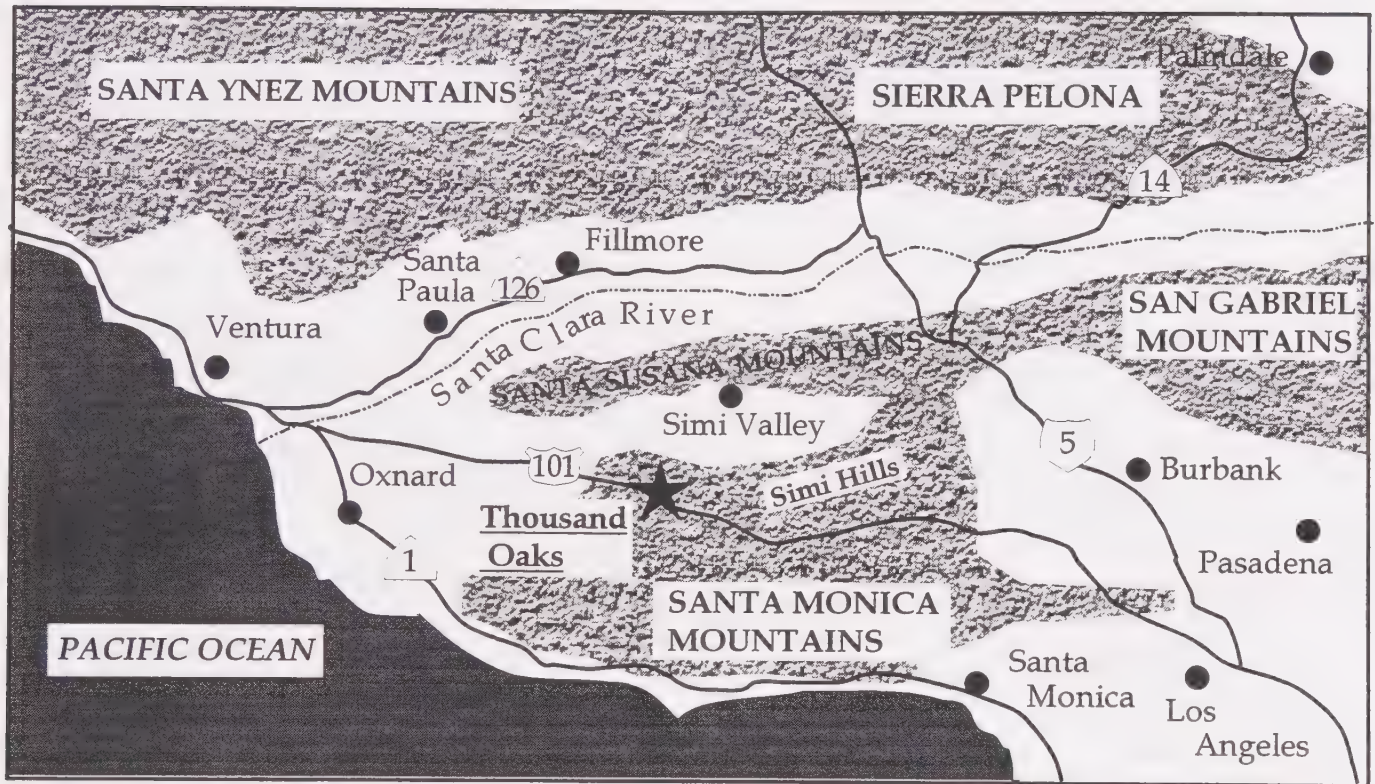 SANTA YNEZ MOUNTAINS
SIERRA PELONA
Palmdale
14
Fillmore
Santa
Paula
126
Ventura
Santa Clara River
SAN GABRIEL
MOUNTAINS
SANTA SUSANA MOUNTAINS
Simi Valley
5
Burbank
101
Simi Hills
Oxnard
Thousand
Oaks
1
Pasadena
SANTA MONICA
MOUNTAINS
PACIFIC OCEAN
Santa
Monica
Los
Angeles